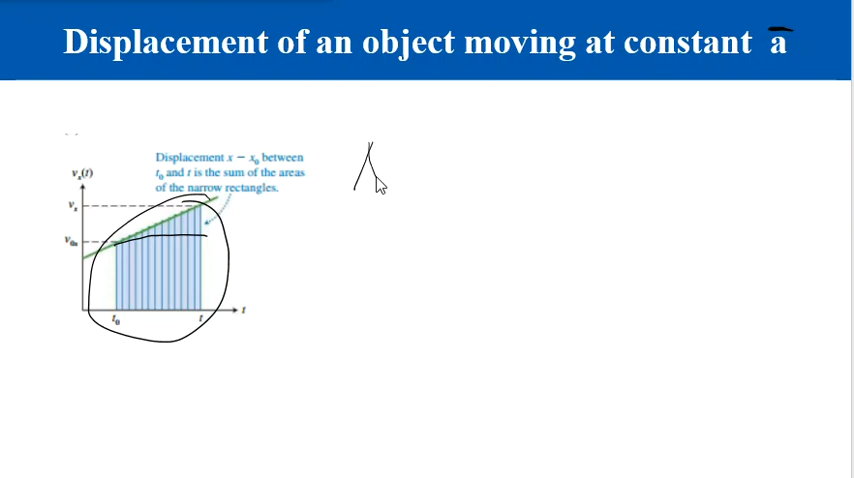 Displacement of an object moving at constant a̅
Displacement x − x₀ between
t₀ and t is the sum of the areas
of the narrow rectangles.
vₓ(t)
vₓ
v₀ₓ
t₀
t
t